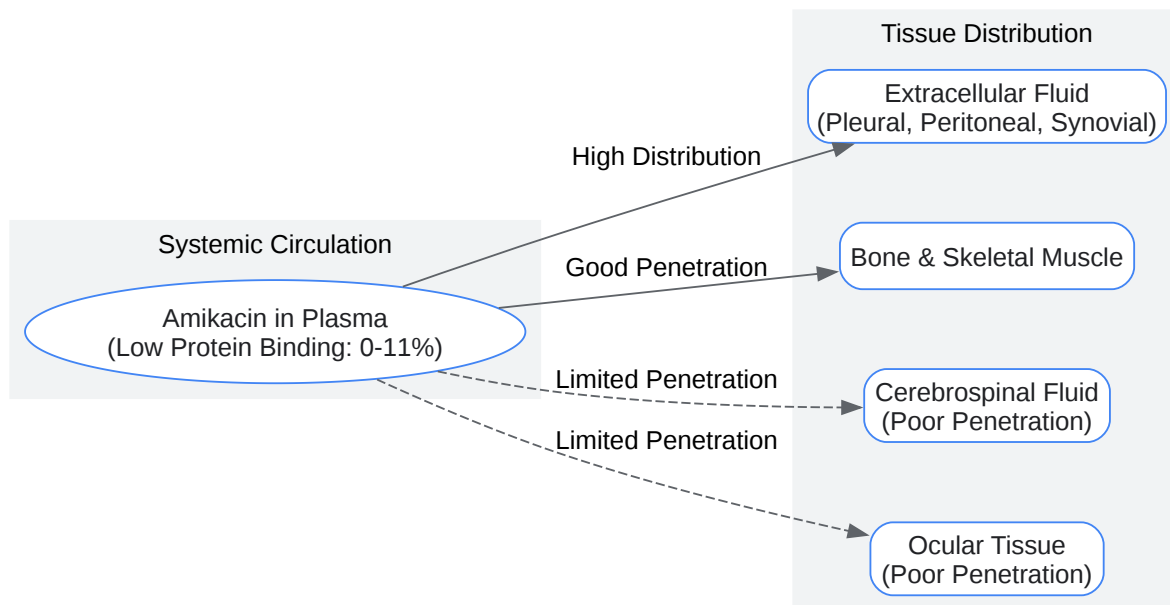 Tissue Distribution
Extracellular Fluid
(Pleural, Peritoneal, Synovial)
High Distribution
Systemic Circulation
Good Penetration
Bone & Skeletal Muscle
Amikacin in Plasma
(Low Protein Binding: 0-11%)
Limited Penetration
Cerebrospinal Fluid
(Poor Penetration)
Limited Penetration
Ocular Tissue
(Poor Penetration)